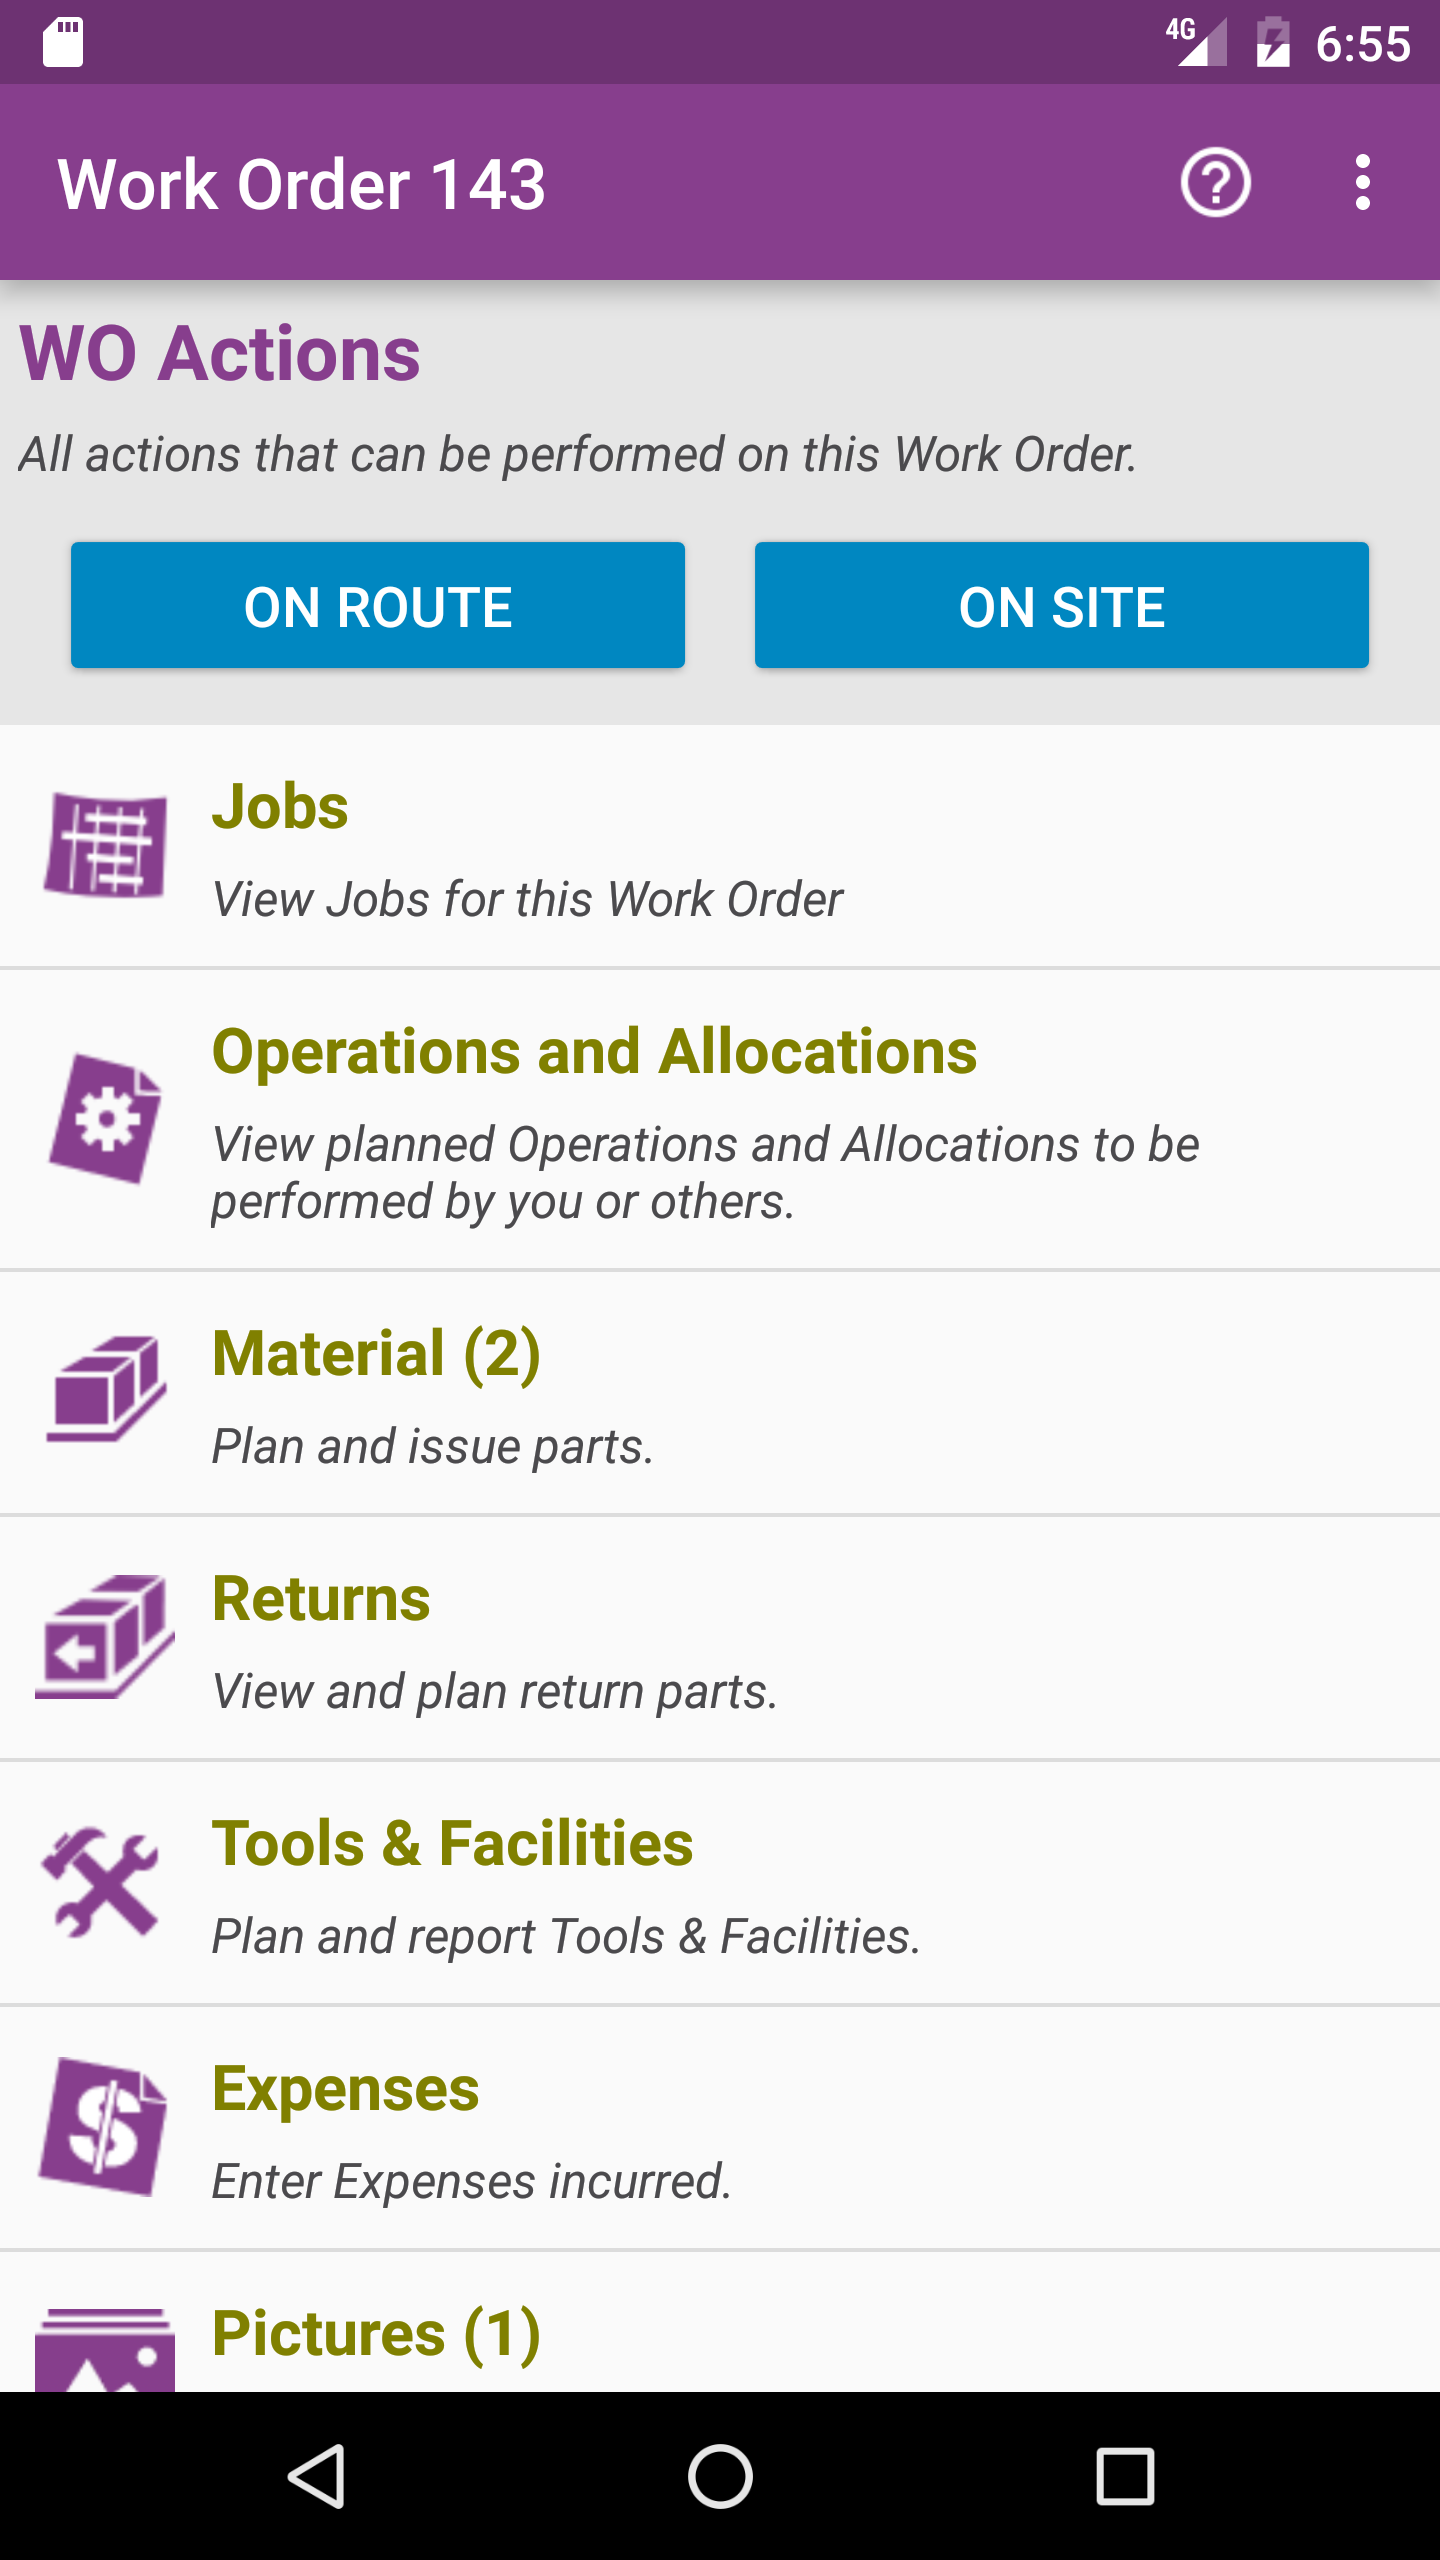 4G 6:55
Work Order 143
WO Actions
All actions that can be performed on this Work Order.
ON ROUTE
ON SITE
Jobs
View Jobs for this Work Order
Operations and Allocations
View planned Operations and Allocations to be
performed by you or others.
Material (2)
Plan and issue parts.
Returns
View and plan return parts.
Tools & Facilities
Plan and report Tools & Facilities.
Expenses
Enter Expenses incurred.
Pictures (1)